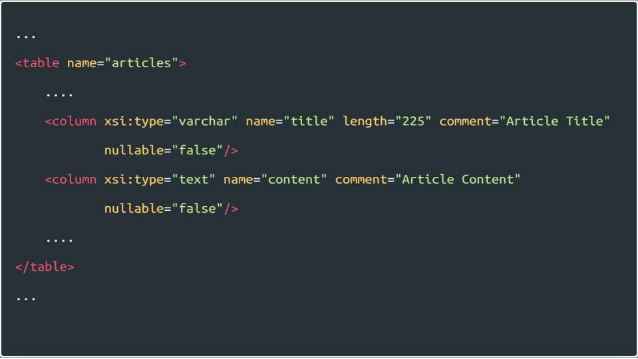 ...
<table name="articles">
....
<column xsi:type="varchar" name="title" length="225" comment="Article Title"
nullable="false"/>
<column xsi:type="text" name="content" comment="Article Content"
nullable="false"/>
....
</table>
...